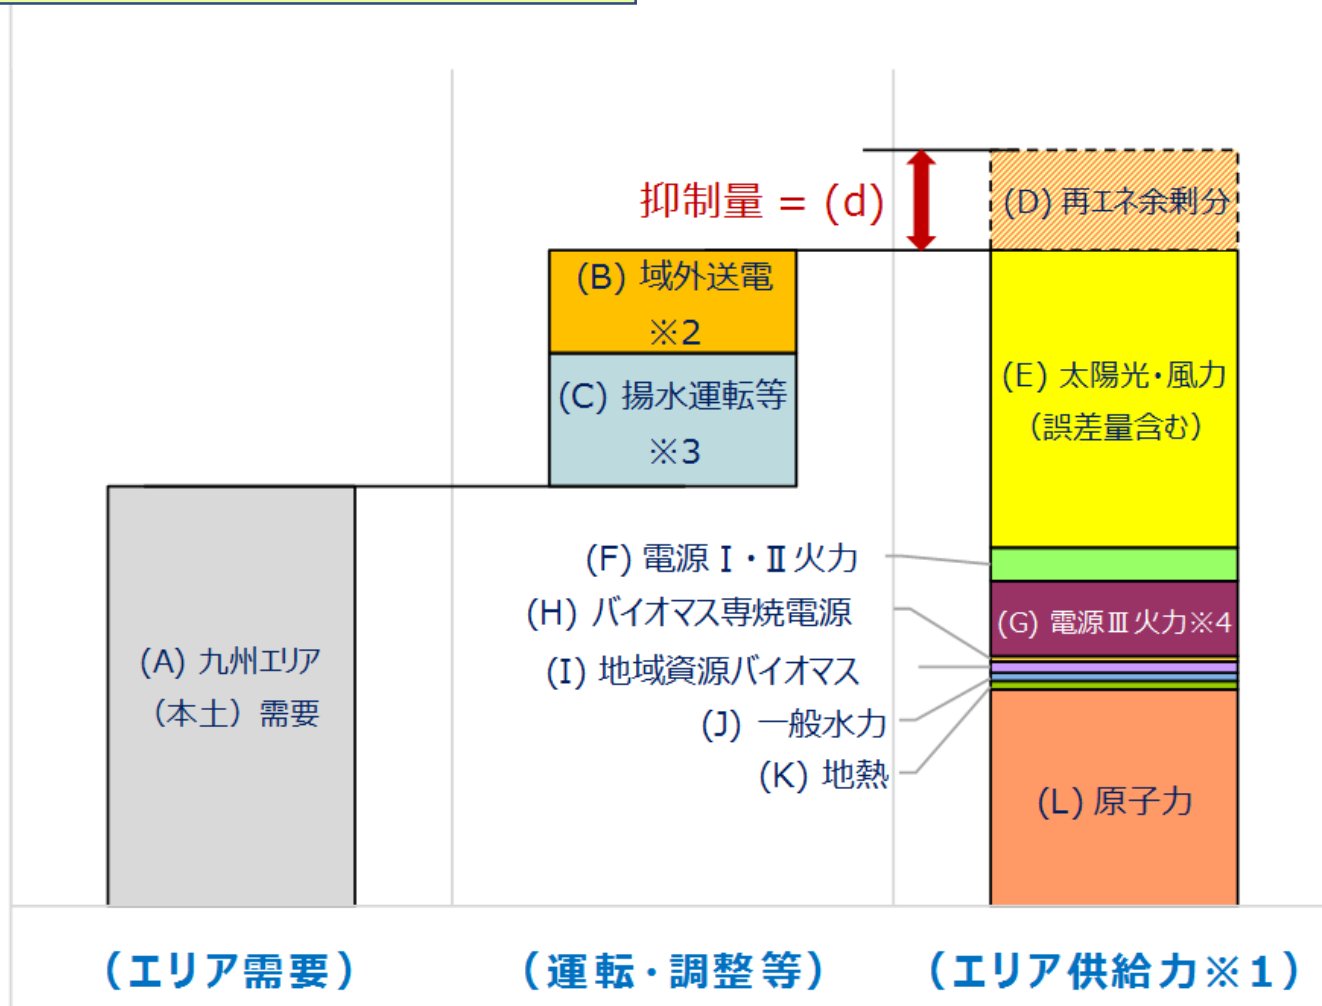 抑制量 = (d)
(D) 再エネ余剰分
(B) 域外送電
※2
(C) 揚水運転等
※3
(E) 太陽光・風力
（誤差量含む）
(F) 電源Ⅰ・Ⅱ火力
(H) バイオマス専焼電源
(G) 電源Ⅲ火力※4
(I) 地域資源バイオマス
(J) 一般水力
(K) 地熱
(A) 九州エリア
（本土）需要
(L) 原子力
（エリア需要）
（運転・調整等）
（エリア供給力※1）